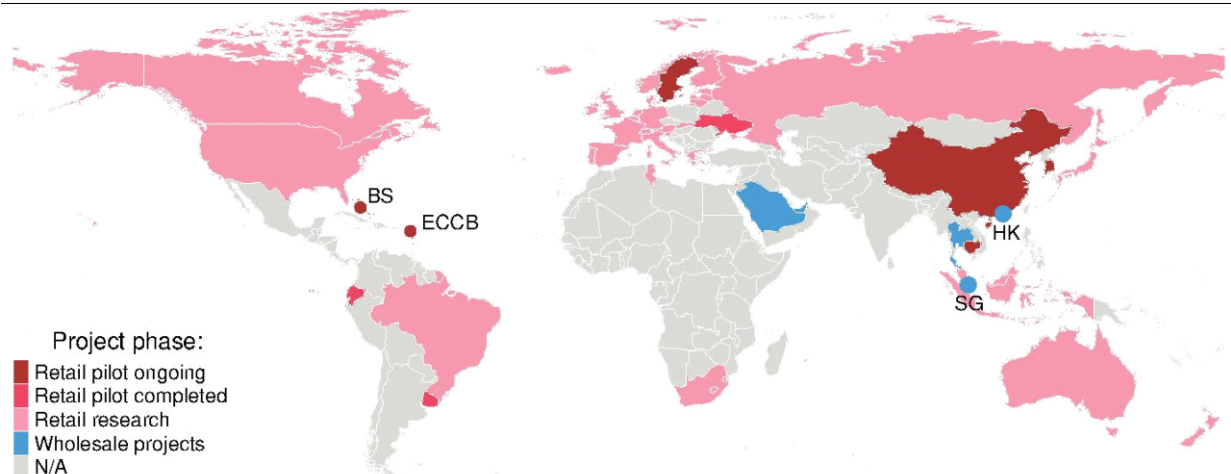 BS
ECCB
HK
SG
Project phase:
Retail pilot ongoing
Retail pilot completed
Retail research
Wholesale projects
N/A